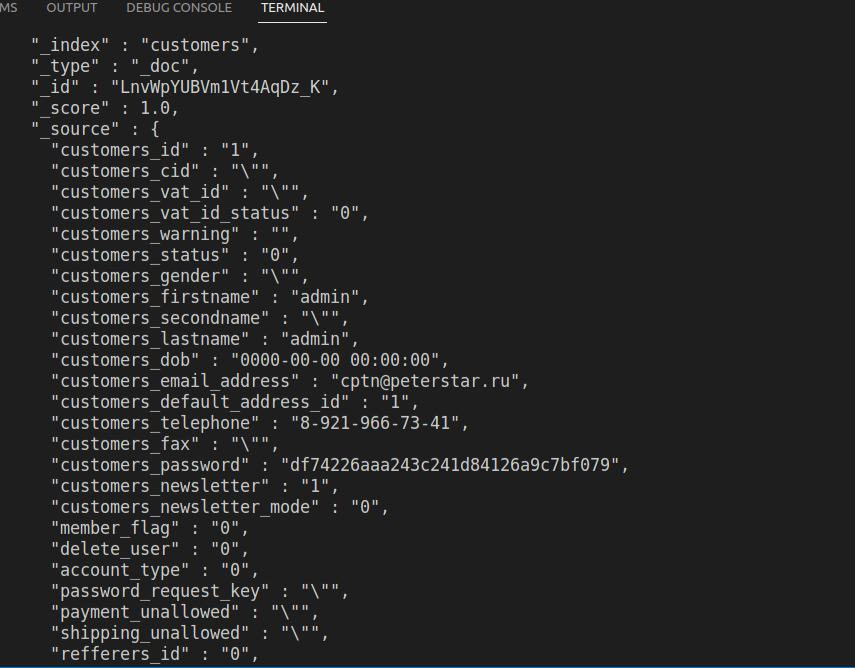 MS OUTPUT DEBUG CONSOLE TERMINAL
"_index" : "customers",
"_type" : "_doc",
"_id" : "LnvWpYUBVm1Vt4AqDz_K",
"_score" : 1.0,
"_source" : {
"customers_id" : "1",
"customers_cid" : "\"",
"customers_vat_id" : "\"",
"customers_vat_id_status" : "0",
"customers_warning" : "",
"customers_status" : "0",
"customers_gender" : "\"",
"customers_firstname" : "admin",
"customers_secondname" : "\"",
"customers_lastname" : "admin",
"customers_dob" : "0000-00-00 00:00:00",
"customers_email_address" : "cptn@peterstar.ru",
"customers_default_address_id" : "1",
"customers_telephone" : "8-921-966-73-41",
"customers_fax" : "\"",
"customers_password" : "df74226aaa243c241d84126a9c7bf079",
"customers_newsletter" : "1",
"customers_newsletter_mode" : "0",
"member_flag" : "0",
"delete_user" : "0",
"account_type" : "0",
"password_request_key" : "\"",
"payment_unallowed" : "\"",
"shipping_unallowed" : "\"",
"refferers_id" : "0",